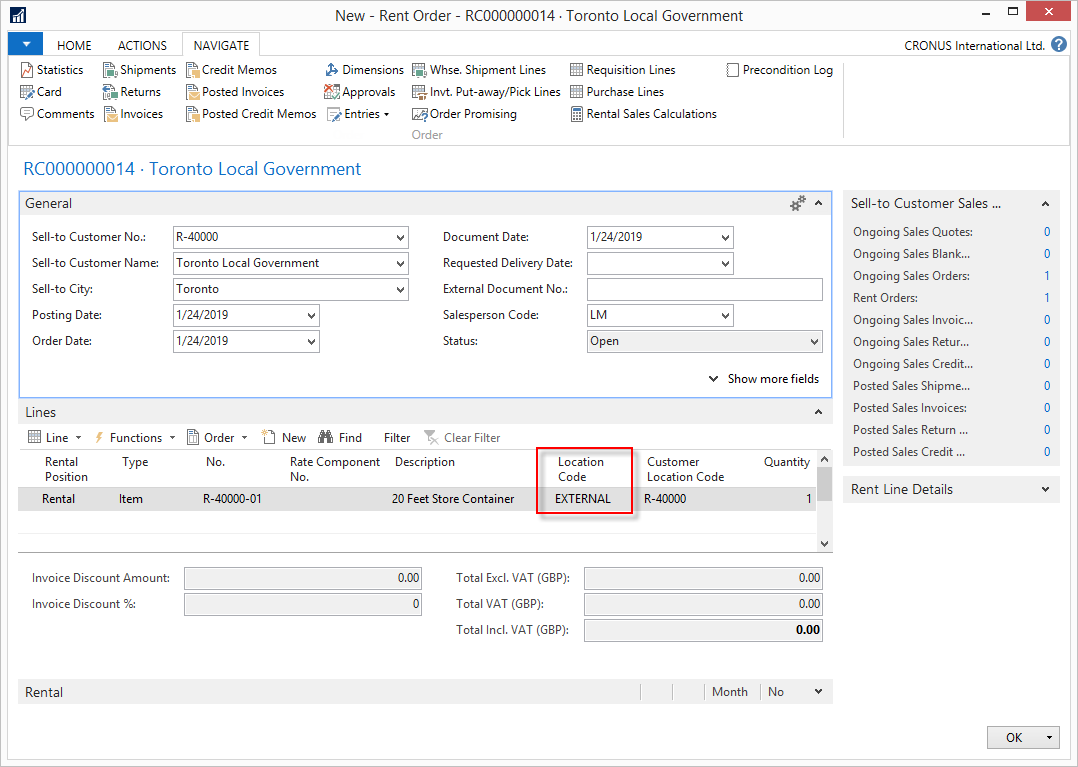 New - Rent Order - RC000000014 · Toronto Local Government
HOME ACTIONS NAVIGATE CRONUS International Ltd. ?
Statistics Shipments Credit Memos Dimensions Whse. Shipment Lines Requisition Lines Precondition Log
Card Returns Posted Invoices Approvals Invt. Put-away/Pick Lines Purchase Lines
Comments Invoices Posted Credit Memos Entries Order Promising Rental Sales Calculations
Order
RC000000014 · Toronto Local Government
General
Sell-to Customer No.: R-40000 Document Date: 1/24/2019
Sell-to Customer Name: Toronto Local Government Requested Delivery Date:
Sell-to City: Toronto External Document No.:
Posting Date: 1/24/2019 Salesperson Code: LM
Order Date: 1/24/2019 Status: Open
Show more fields
Lines
Line Functions Order New Find Filter Clear Filter
Rental Position Type No. Rate Component No. Description Location Code Customer Location Code Quantity
Rental Item R-40000-01 20 Feet Store Container EXTERNAL R-40000 1
Invoice Discount Amount: 0.00 Total Excl. VAT (GBP): 0.00
Invoice Discount %: 0 Total VAT (GBP): 0.00
Total Incl. VAT (GBP): 0.00
Rental Month No
Sell-to Customer Sales ...
Ongoing Sales Quotes: 0
Ongoing Sales Blank... 0
Ongoing Sales Orders: 1
Rent Orders: 1
Ongoing Sales Invoic... 0
Ongoing Sales Retur... 0
Ongoing Sales Credit... 0
Posted Sales Shipme... 0
Posted Sales Invoices: 0
Posted Sales Return ... 0
Posted Sales Credit ... 0
Rent Line Details
OK